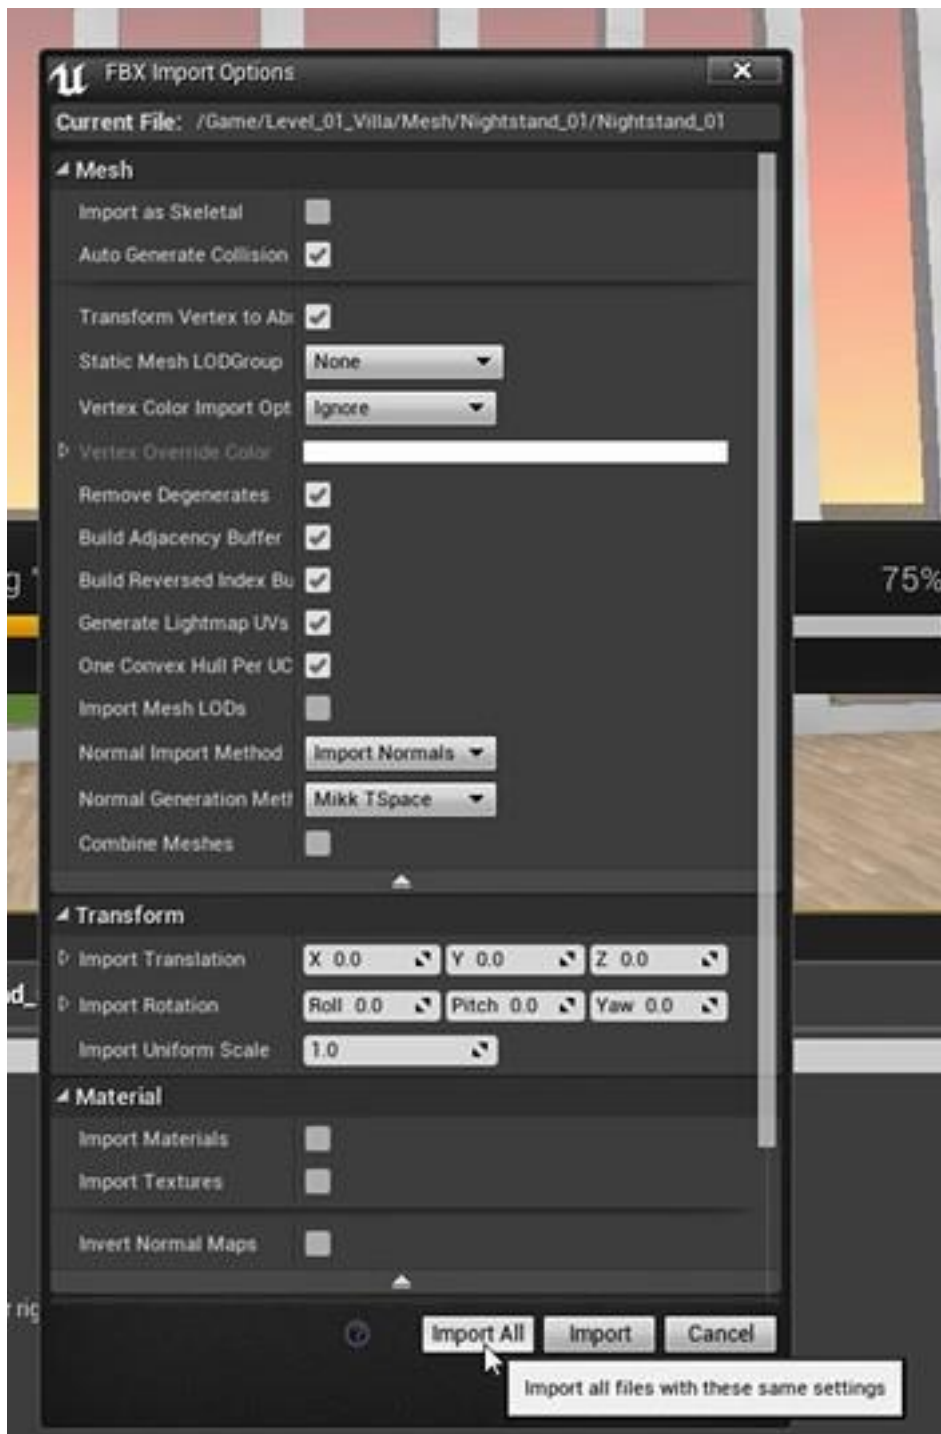 FBX Import Options
Current File: /Game/Level_01_Villa/Mesh/Nightstand_01/Nightstand_01
Mesh
Import as Skeletal
Auto Generate Collision
Transform Vertex to Ab
Static Mesh LODGroup None
Vertex Color Import Opt Ignore
Vertex Override Color
Remove Degenerates
Build Adjacency Buffer
g
75%
Build Reversed Index Bu
Generate Lightmap UVs
One Convex Hull Per UC
Import Mesh LODs
Normal Import Method Import Normals
Normal Generation Met Mikk TSpace
Combine Meshes
Transform
Import Translation X 0.0 Y 0.0 Z 0.0
nd_
Import Rotation Roll 0.0 Pitch 0.0 Yaw 0.0
Import Uniform Scale 1.0
Material
Import Materials
Import Textures
Invert Normal Maps
r rig
Import All Import Cancel
Import all files with these same settings